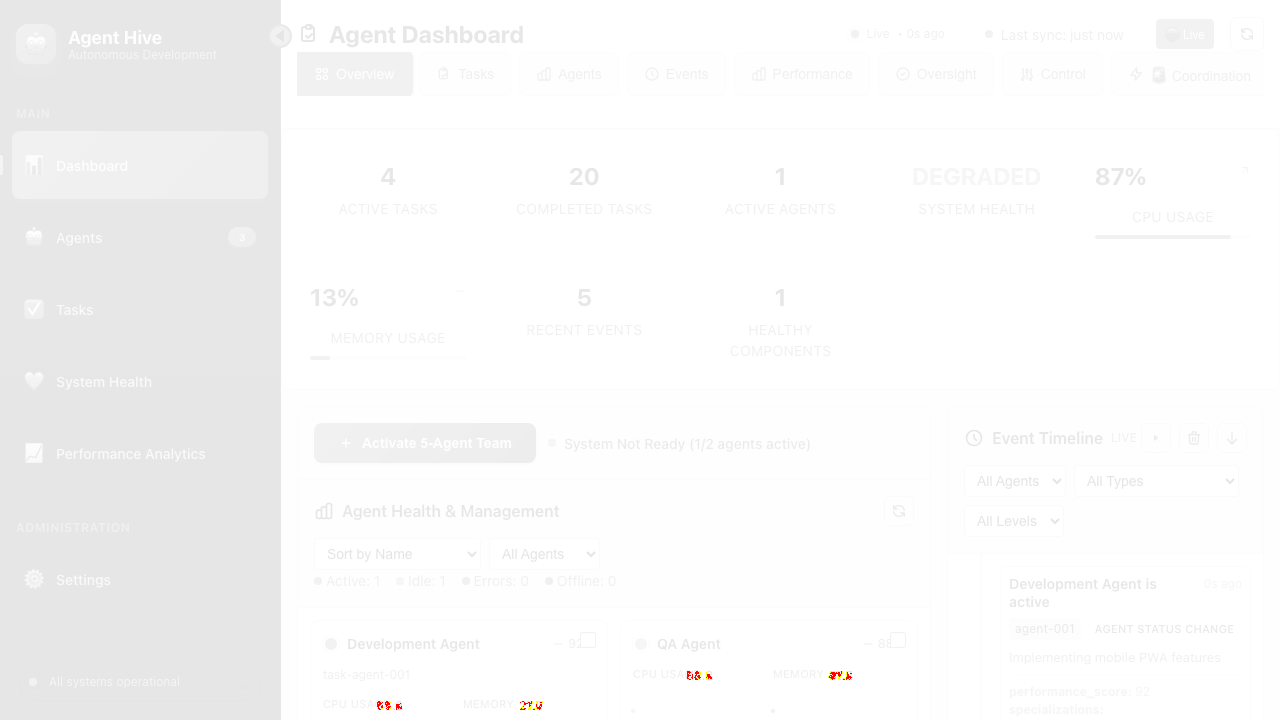 Agent Hive
Autonomous Development
MAIN
Dashboard
Agents 3
Tasks
System Health
Performance Analytics
ADMINISTRATION
Settings
All systems operational
Agent Dashboard
Live • 0s ago
Last sync: just now
Live
Overview
Tasks
Agents
Events
Performance
Oversight
Control
Coordination
4
ACTIVE TASKS
20
COMPLETED TASKS
1
ACTIVE AGENTS
DEGRADED
SYSTEM HEALTH
87%
CPU USAGE
13%
MEMORY USAGE
5
RECENT EVENTS
1
HEALTHY
COMPONENTS
Activate 5-Agent Team
System Not Ready (1/2 agents active)
Agent Health & Management
Sort by Name
All Agents
Active: 1
Idle: 1
Errors: 0
Offline: 0
Development Agent
— 92
task-agent-001
CPU
MEMORY
QA Agent
— 88
CPU
MEMORY
Event Timeline
LIVE
All Agents
All Types
All Levels
Development Agent is
active
0s ago
agent-001
AGENT STATUS CHANGE
Implementing mobile PWA features
performance_score: 92
specializations: